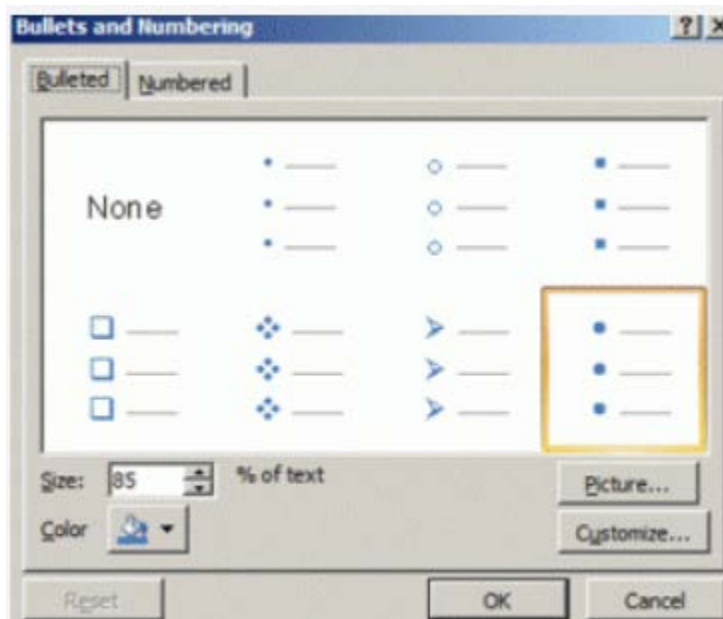 Bullets and Numbering
Bulleted Numbered
None
Size: 85 % of text
Picture...
Color
Customize...
Reset OK Cancel